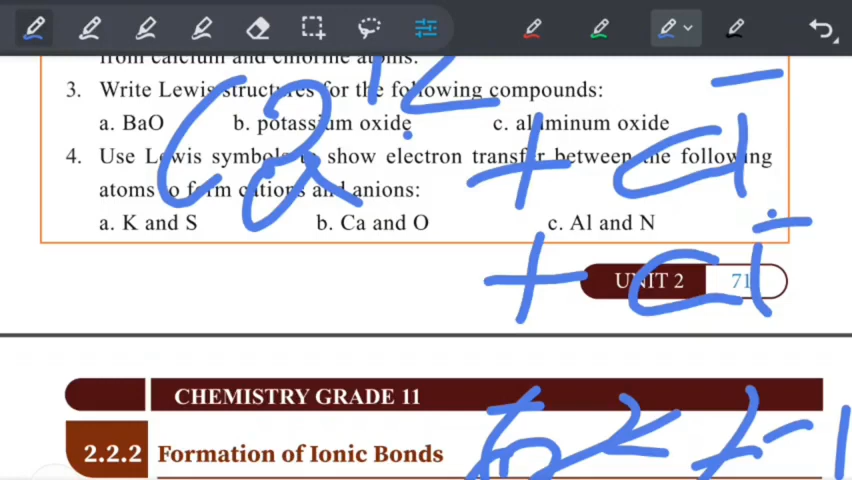 from calcium and chlorine atoms.
3. Write Lewis structures for the following compounds:
a. BaO b. potassium oxide c. aluminum oxide
4. Use Lewis symbols to show electron transfer between the following
atoms to form cations and anions:
a. K and S b. Ca and O c. Al and N
Ca +2 + Cl −
+ Cl −
UNIT 2 71
CHEMISTRY GRADE 11
2.2.2 Formation of Ionic Bonds